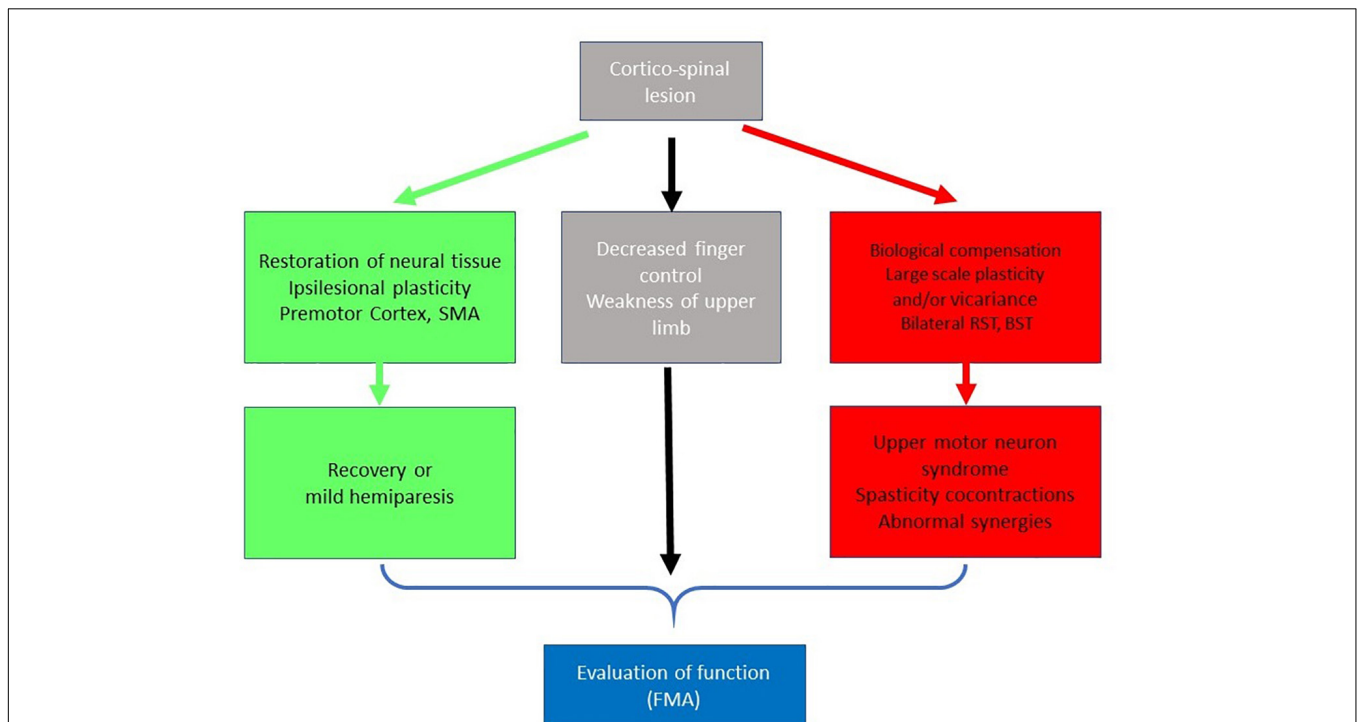 Cortico-spinal
lesion
Restoration of neural tissue
Ipsilesional plasticity
Premotor Cortex, SMA
Decreased finger
control
Weakness of upper
limb
Biological compensation
Large scale plasticity
and/or vicariance
Bilateral RST, BST
Recovery or
mild hemiparesis
Upper motor neuron
syndrome
Spasticity cocontractions
Abnormal synergies
Evaluation of function
(FMA)